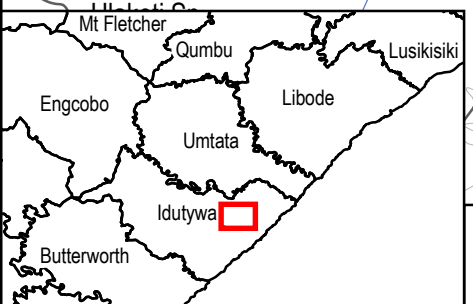 Mt Fletcher
Qumbu
Lusikisiki
Engcobo
Libode
Umtata
Idutywa
Butterworth